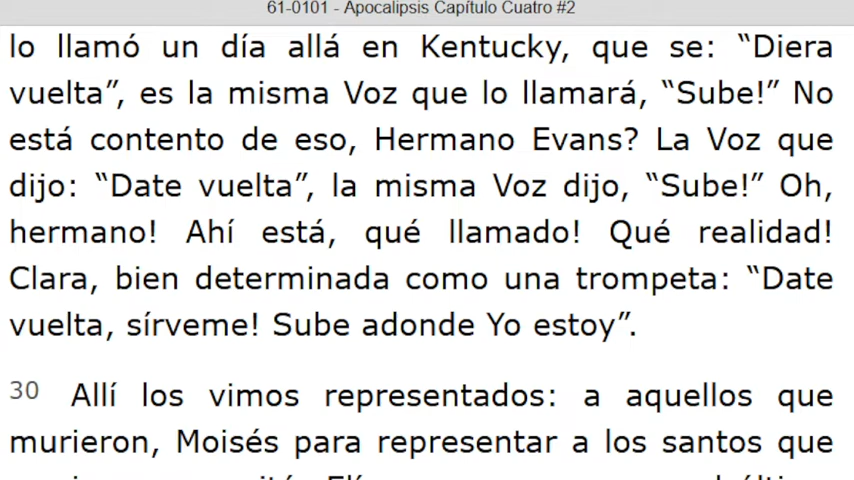 61-0101 - Apocalipsis Capítulo Cuatro #2
lo llamó un día allá en Kentucky, que se: “Diera
vuelta”, es la misma Voz que lo llamará, “Sube!” No
está contento de eso, Hermano Evans? La Voz que
dijo: “Date vuelta”, la misma Voz dijo, “Sube!” Oh,
hermano! Ahí está, qué llamado! Qué realidad!
Clara, bien determinada como una trompeta: “Date
vuelta, sírveme! Sube adonde Yo estoy”.
30 Allí los vimos representados: a aquellos que
murieron, Moisés para representar a los santos que